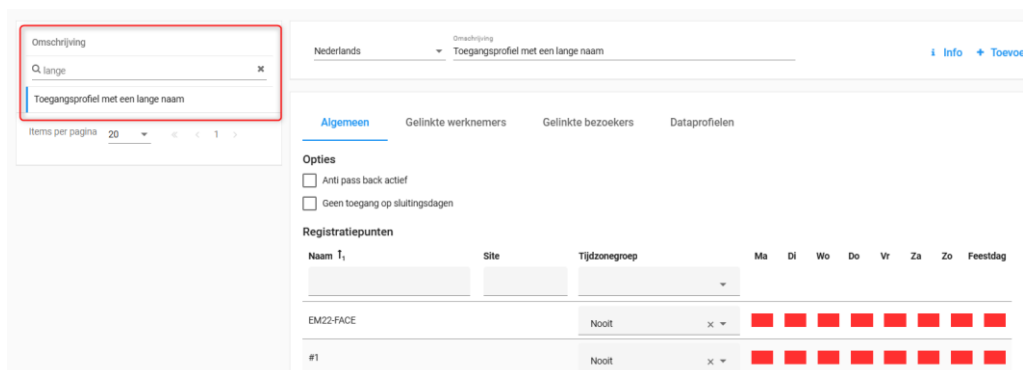 Omschrijving
lange
Toegangsprofiel met een lange naam
Items per pagina 20 « < 1 >
Omschrijving
Nederlands Toegangsprofiel met een lange naam
i Info + Toevoe
Algemeen Gelinkte werknemers Gelinkte bezoekers Dataprofielen
Opties
Anti pass back actief
Geen toegang op sluitingsdagen
Registratiepunten
Naam 1 Site Tijdzonegroep Ma Di Wo Do Vr Za Zo Feestdag
EM22-FACE Nooit
#1 Nooit